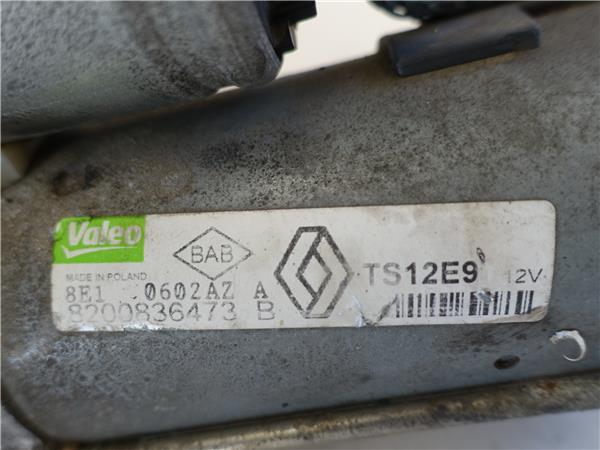 Valeo
BAB
TS12E9 12V
MADE IN POLAND
8E1 0602AZ A
8200836473 B